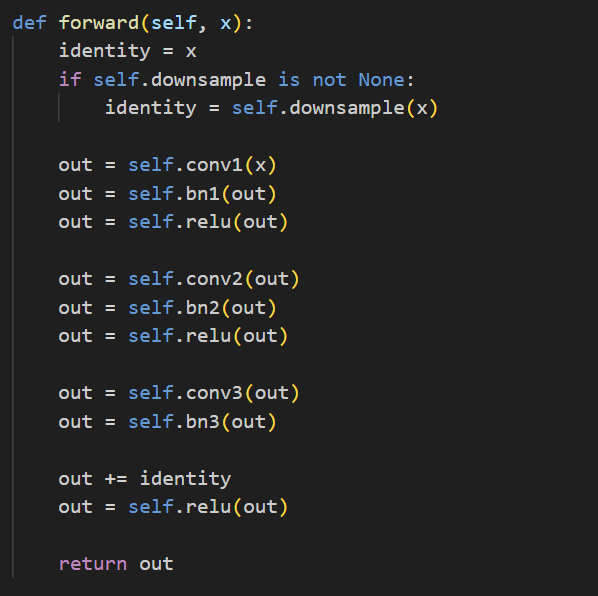 def forward(self, x):
    identity = x
    if self.downsample is not None:
        identity = self.downsample(x)

    out = self.conv1(x)
    out = self.bn1(out)
    out = self.relu(out)

    out = self.conv2(out)
    out = self.bn2(out)
    out = self.relu(out)

    out = self.conv3(out)
    out = self.bn3(out)

    out += identity
    out = self.relu(out)

    return out